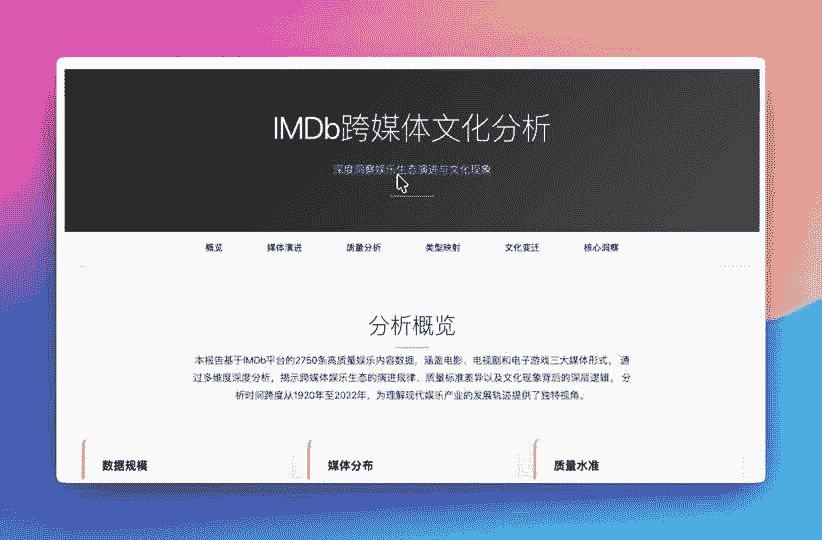 IMDb跨媒体文化分析
深度洞察娱乐生态演进与文化现象
概览 媒体演进 质量分析 类型映射 文化变迁 核心洞察
分析概览
本报告基于IMDb平台的2750条高质量娱乐内容数据，涵盖电影、电视剧和电子游戏三大媒体形式， 通
过多维度深度分析，揭示跨媒体娱乐生态的演进规律、质量标准差异以及文化现象背后的深层逻辑。 分
析时间跨度从1920年至2022年，为理解现代娱乐产业的发展轨迹提供了独特视角。
数据规模 媒体分布 质量水准